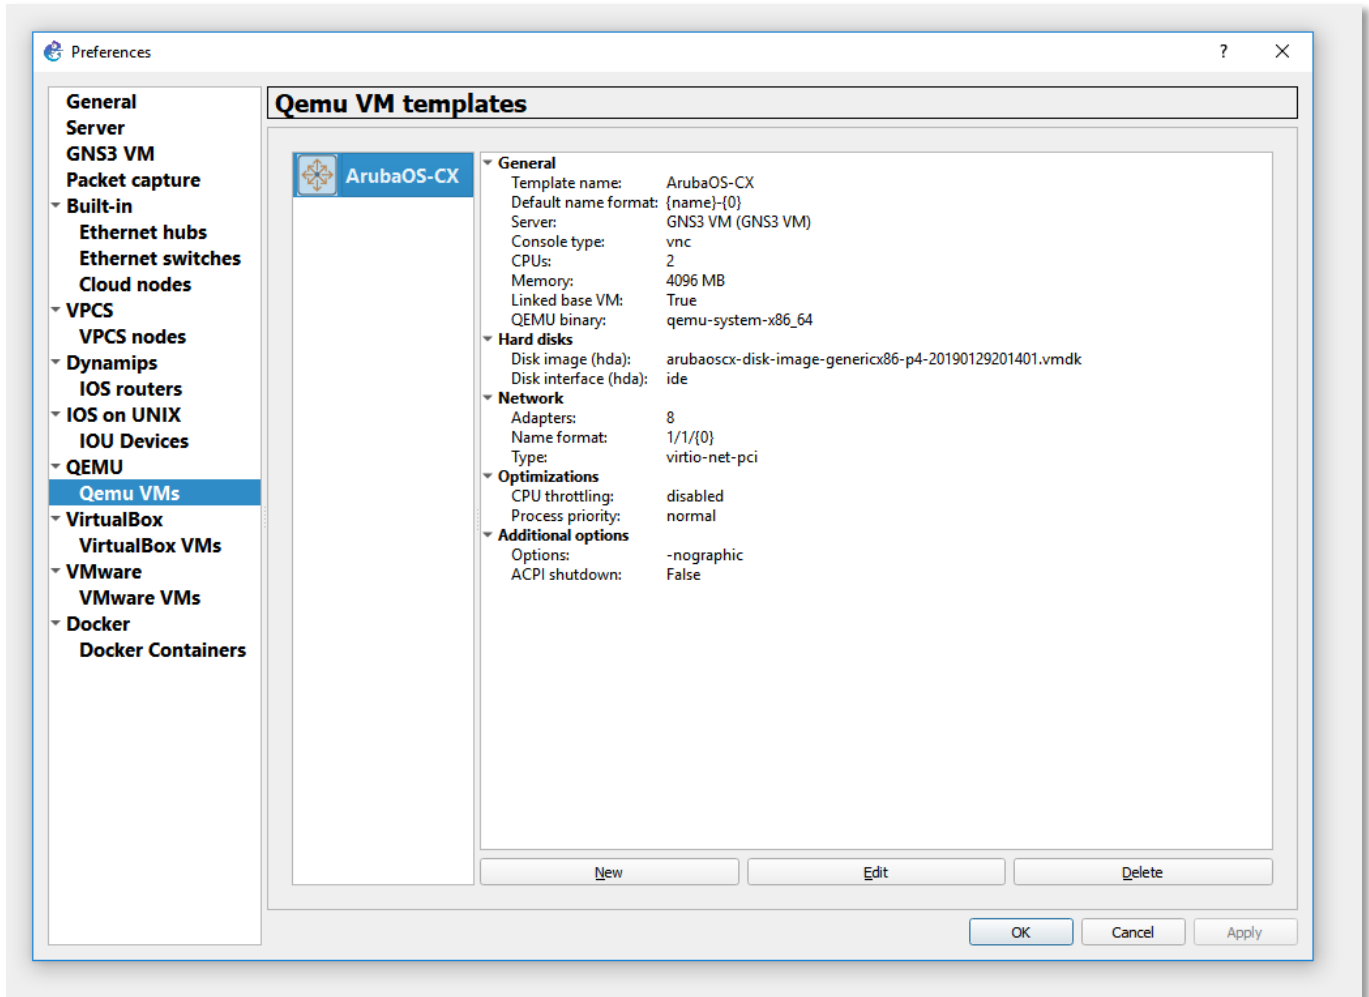 Preferences
?
General
Server
GNS3 VM
Packet capture
Built-in
Ethernet hubs
Ethernet switches
Cloud nodes
VPCS
VPCS nodes
Dynamips
IOS routers
IOS on UNIX
IOU Devices
QEMU
Qemu VMs
VirtualBox
VirtualBox VMs
VMware
VMware VMs
Docker
Docker Containers
Qemu VM templates
ArubaOS-CX
General
Template name: ArubaOS-CX
Default name format: {name}-{0}
Server: GNS3 VM (GNS3 VM)
Console type: vnc
CPUs: 2
Memory: 4096 MB
Linked base VM: True
QEMU binary: qemu-system-x86_64
Hard disks
Disk image (hda): arubaoscx-disk-image-genericx86-p4-20190129201401.vmdk
Disk interface (hda): ide
Network
Adapters: 8
Name format: 1/1/{0}
Type: virtio-net-pci
Optimizations
CPU throttling: disabled
Process priority: normal
Additional options
Options: -nographic
ACPI shutdown: False
New Edit Delete
OK Cancel Apply